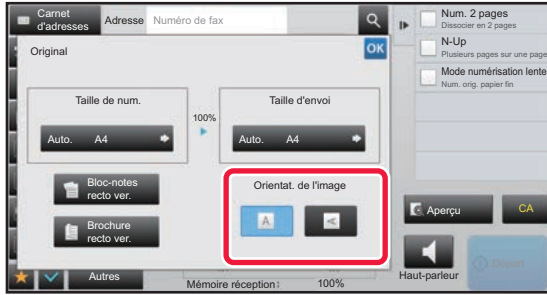 Carnet
d'adresses
Adresse
Numéro de fax
Num. 2 pages
Dissocier en 2 pages
N-Up
Plusieurs pages sur une page
Mode numérisation lente
Num. orig. papier fin
Original
OK
Taille de num.
100%
Taille d'envoi
Auto. A4
Auto. A4
Bloc-notes
recto ver.
Brochure
recto ver.
Orientat. de l'image
A
A
Aperçu
CA
Autres
Mémoire réception:
100%
Haut-parleur
Départ